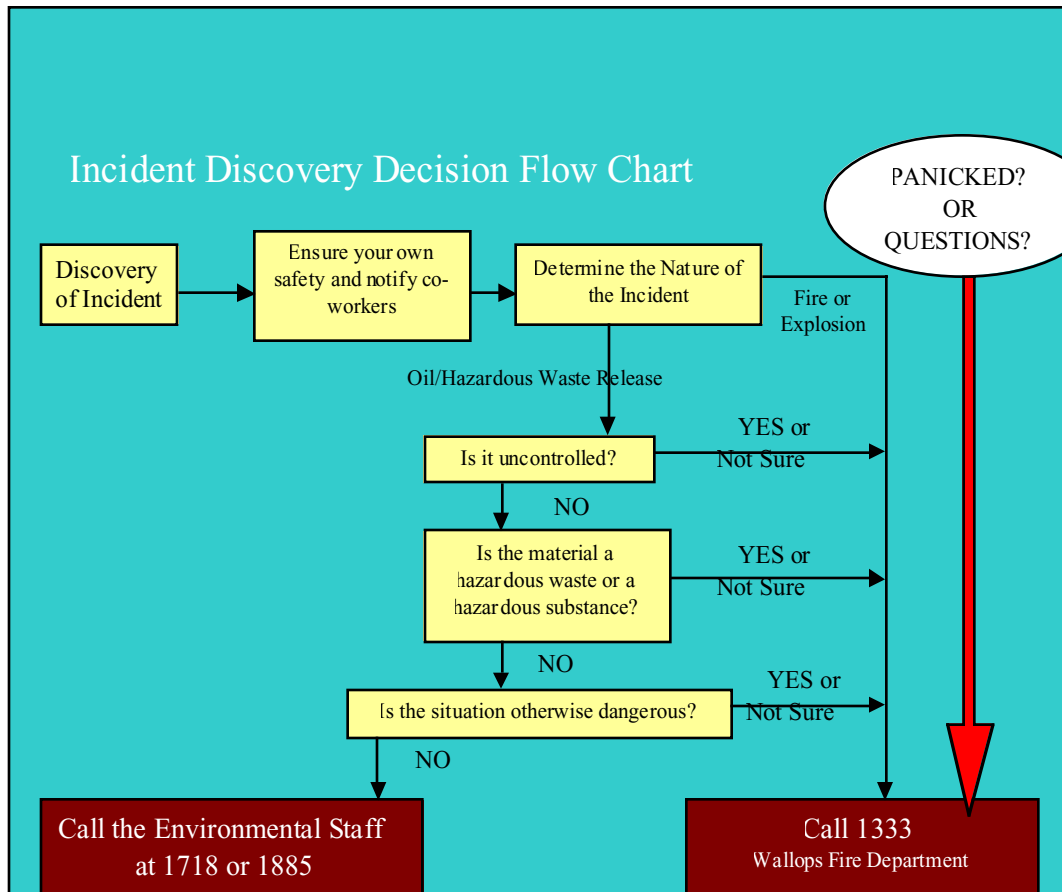 Incident Discovery Decision Flow Chart
PANICKED?
OR
QUESTIONS?
Discovery
of Incident
Ensure your own
safety and notify co-
workers
Determine the Nature of
the Incident
Fire or
Explosion
Oil/Hazardous Waste Release
Is it uncontrolled?
YES or
Not Sure
NO
Is the material a
hazardous waste or a
hazardous substance?
YES or
Not Sure
NO
Is the situation otherwise dangerous?
YES or
Not Sure
NO
Call the Environmental Staff
at 1718 or 1885
Call 1333
Wallops Fire Department